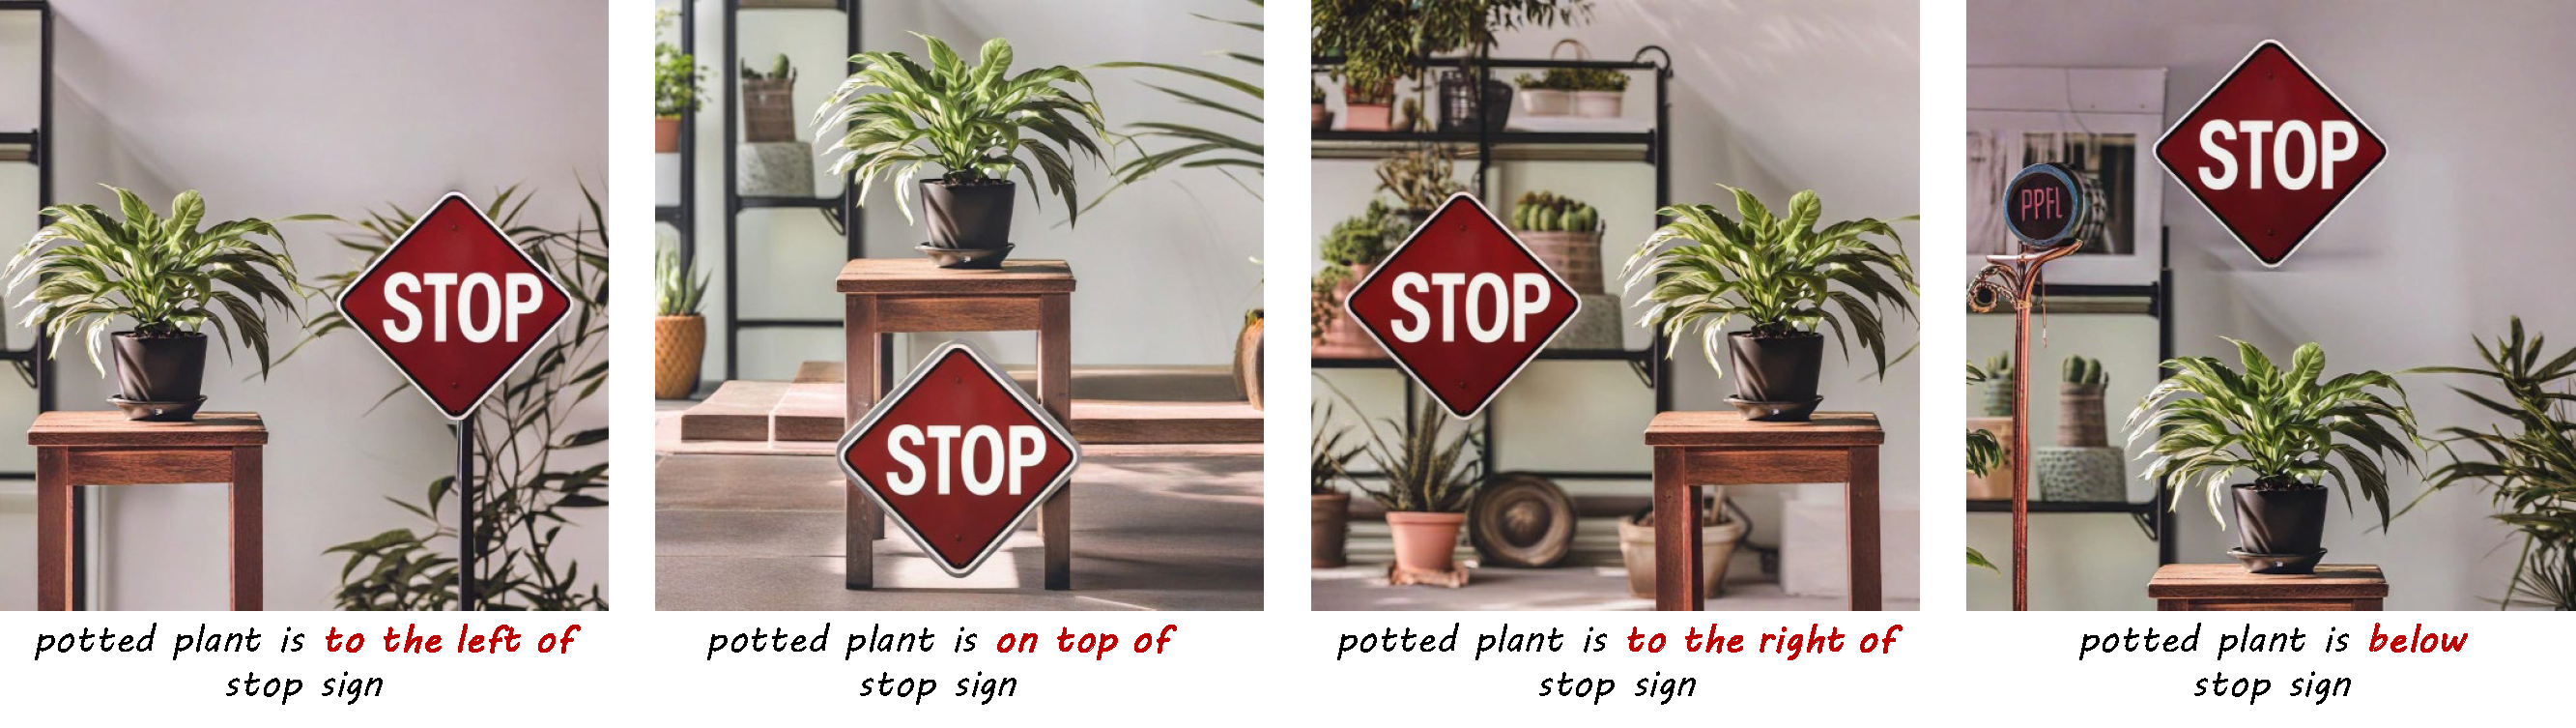 STOP
potted plant is to the left of
stop sign
STOP
potted plant is on top of
stop sign
STOP
potted plant is to the right of
stop sign
STOP
PPFL
potted plant is below
stop sign